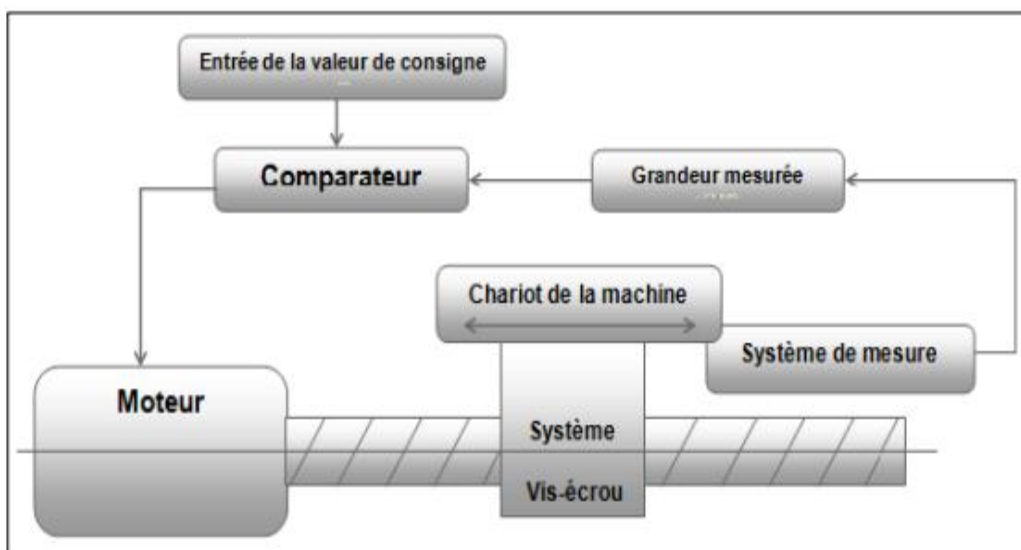 Entrée de la valeur de consigne
Comparateur
Grandeur mesurée
Chariot de la machine
Système de mesure
Moteur
Système
Vis-écrou